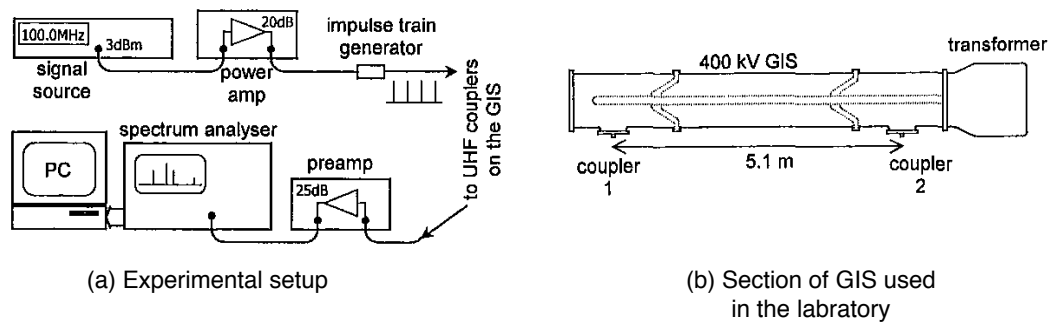 100.0MHz
3dBm
signal
source
20dB
power
amp
impulse train
generator
to UHF couplers
on the GIS
spectrum analyser
PC
preamp
25dB
(a) Experimental setup
400 kV GIS
transformer
coupler
1
5.1 m
coupler
2
(b) Section of GIS used
in the labratory